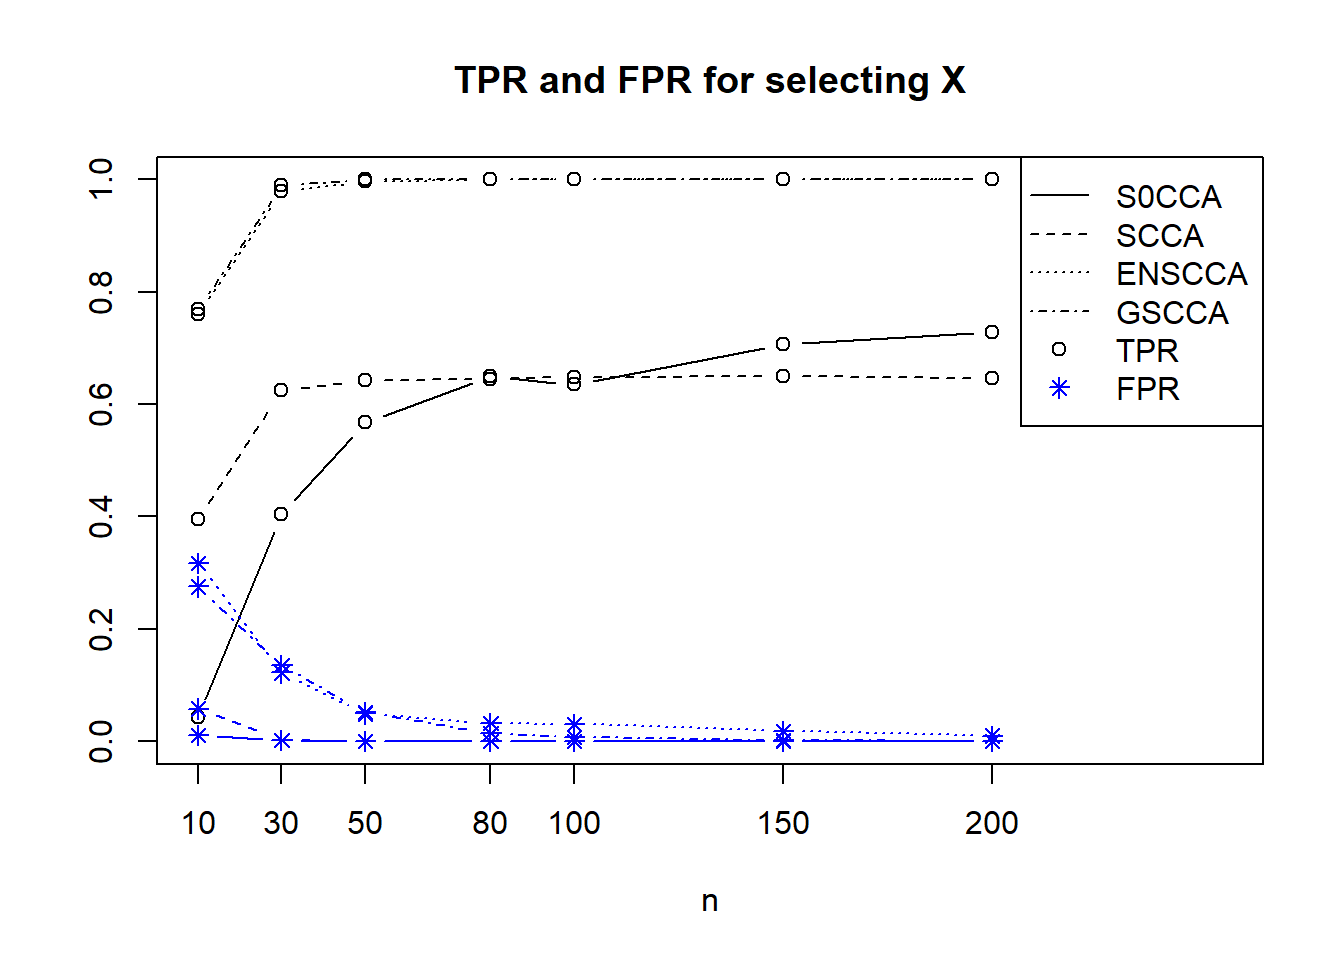 TPR and FPR for selecting X
1.0
0.8
0.6
0.4
0.2
0.0
S0CCA
SCCA
ENSCCA
GSCCA
TPR
FPR
10 30 50 80 100 150 200
n